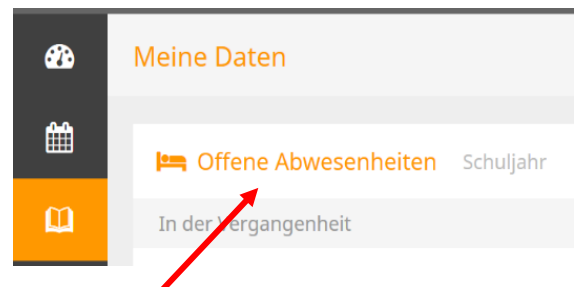 Meine Daten
Offene Abwesenheiten Schuljahr
In der Vergangenheit